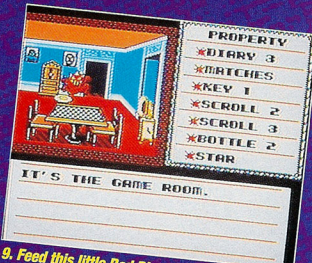 PROPERTY
*DIARY 3
*MATCHES
*KEY 1
*SCROLL 2
*SCROLL 3
*BOTTLE 2
*STAR
IT'S THE GAME ROOM.
9. Feed this little Red